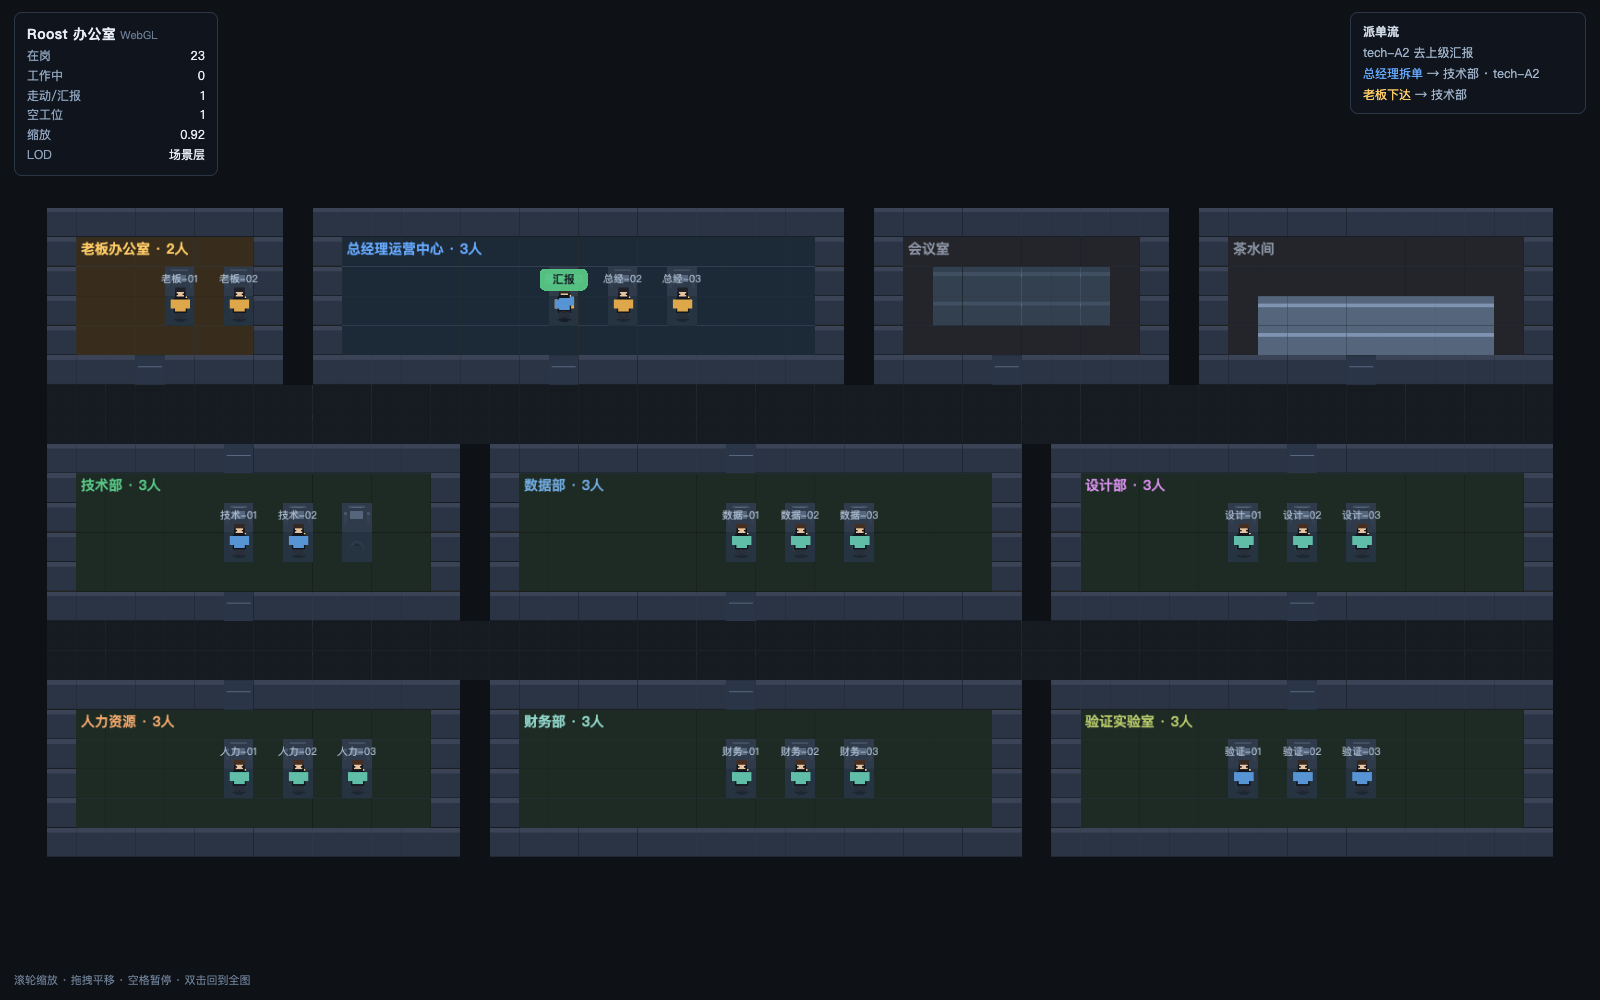 Roost 办公室 WebGL
在岗 23
工作中 0
走动/汇报 1
空工位 1
缩放 0.92
LOD 场景层
派单流
tech-A2 去上级汇报
总经理拆单 → 技术部 · tech-A2
老板下达 → 技术部
老板办公室 · 2人
老板-01 老板-02
总经理运营中心 · 3人
汇报 总经-02 总经-03
会议室
茶水间
技术部 · 3人
技术-01 技术-02
数据部 · 3人
数据-01 数据-02 数据-03
设计部 · 3人
设计-01 设计-02 设计-03
人力资源 · 3人
人力-01 人力-02 人力-03
财务部 · 3人
财务-01 财务-02 财务-03
验证实验室 · 3人
验证-01 验证-02 验证-03
滚轮缩放 · 拖拽平移 · 空格暂停 · 双击回到全图